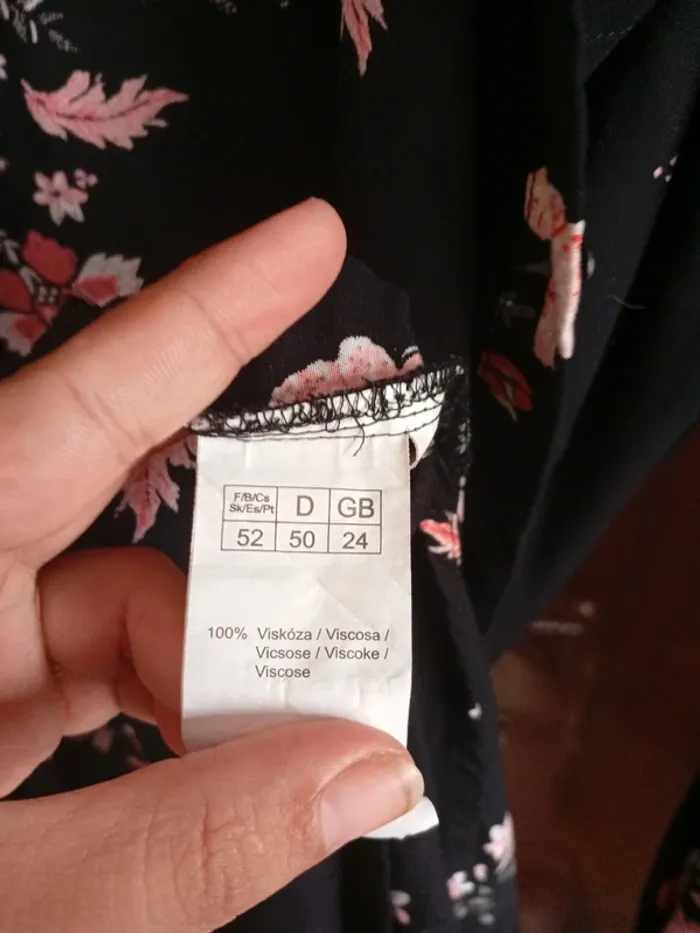 F/B/Cs D GB
Sk/Es/Pt
52 50 24
100% Viskóza / Viscosa /
Vicsose / Viscoke /
Viscose